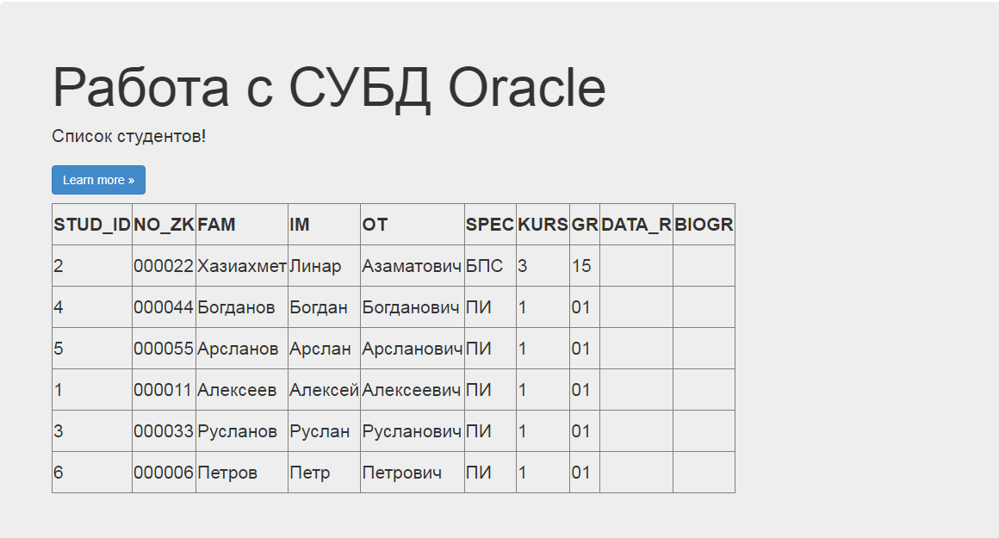 Работа с СУБД Oracle
Список студентов!
Learn more »
STUD_ID NO_ZK FAM IM OT SPEC KURS GR DATA_R BIOGR
2 000022 Хазиахмет Линар Азаматович БПС 3 15
4 000044 Богданов Богдан Богданович ПИ 1 01
5 000055 Арсланов Арслан Арсланович ПИ 1 01
1 000011 Алексеев Алексей Алексеевич ПИ 1 01
3 000033 Русланов Руслан Русланович ПИ 1 01
6 000006 Петров Петр Петрович ПИ 1 01